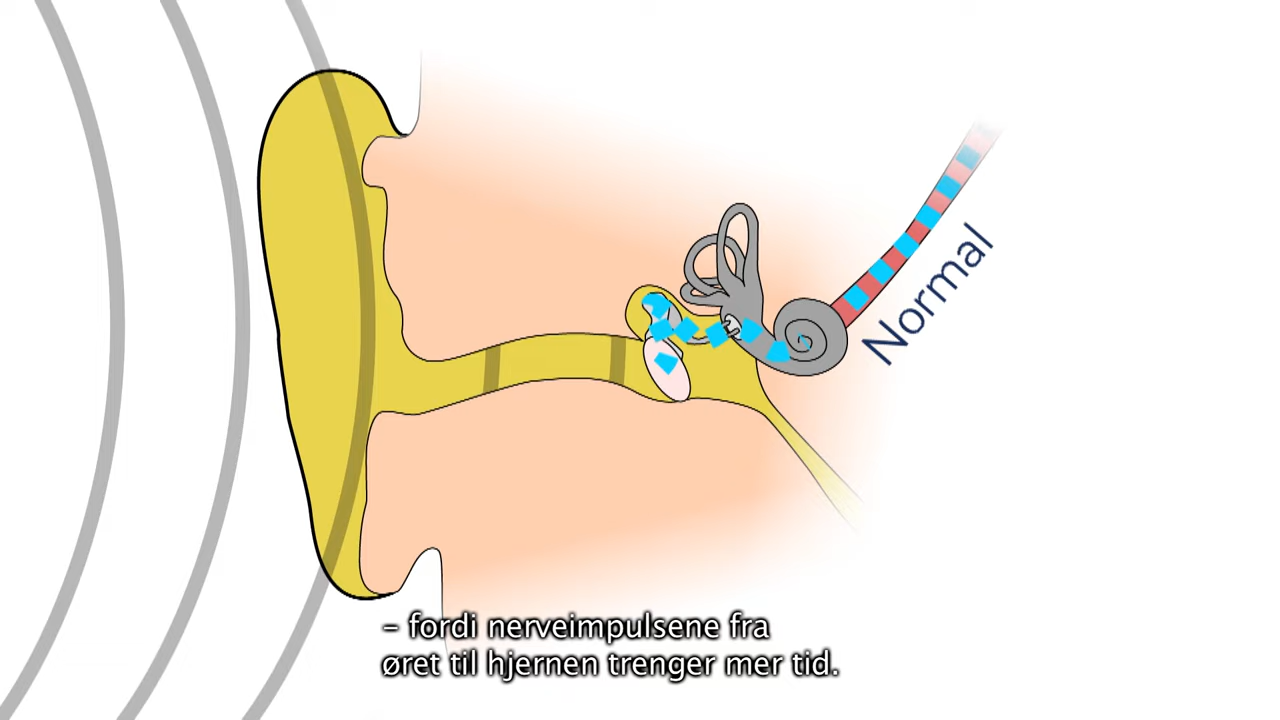 Normal
– fordi nerveimpulsene fra
øret til hjernen trenger mer tid.